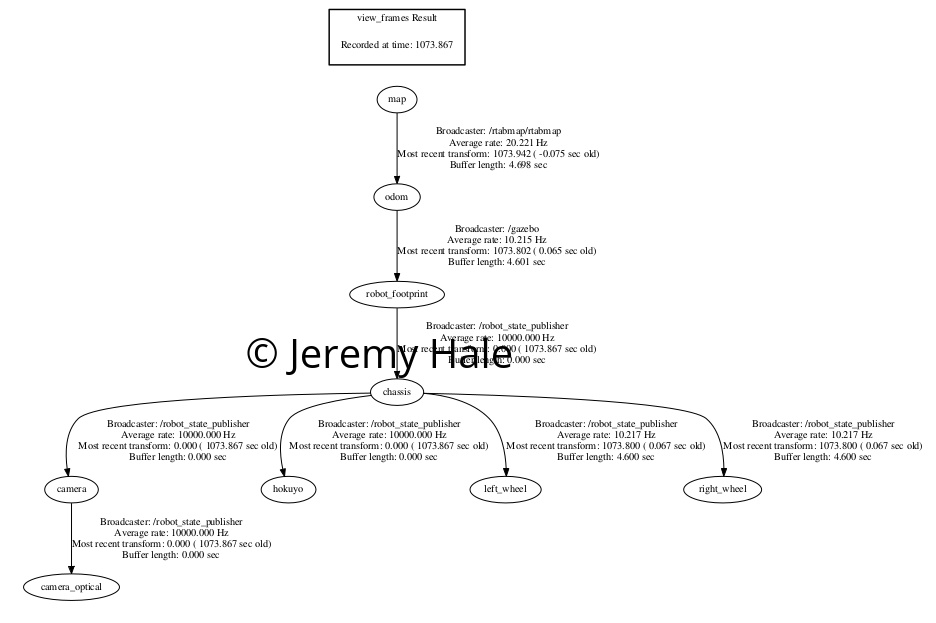 view_frames Result
Recorded at time: 1073.867
map
Broadcaster: /rtabmap/rtabmap
Average rate: 20.221 Hz
Most recent transform: 1073.942 ( -0.075 sec old)
Buffer length: 4.698 sec
odom
Broadcaster: /gazebo
Average rate: 10.215 Hz
Most recent transform: 1073.802 ( 0.065 sec old)
Buffer length: 4.601 sec
robot_footprint
Broadcaster: /robot_state_publisher
Average rate: 10000.000 Hz
Most recent transform: 0.000 ( 1073.867 sec old)
Buffer length: 0.000 sec
© Jeremy Hale
chassis
Broadcaster: /robot_state_publisher
Average rate: 10000.000 Hz
Most recent transform: 0.000 ( 1073.867 sec old)
Buffer length: 0.000 sec
Broadcaster: /robot_state_publisher
Average rate: 10000.000 Hz
Most recent transform: 0.000 ( 1073.867 sec old)
Buffer length: 0.000 sec
Broadcaster: /robot_state_publisher
Average rate: 10.217 Hz
Most recent transform: 1073.800 ( 0.067 sec old)
Buffer length: 4.600 sec
Broadcaster: /robot_state_publisher
Average rate: 10.217 Hz
Most recent transform: 1073.800 ( 0.067 sec old)
Buffer length: 4.600 sec
camera
hokuyo
left_wheel
right_wheel
Broadcaster: /robot_state_publisher
Average rate: 10000.000 Hz
Most recent transform: 0.000 ( 1073.867 sec old)
Buffer length: 0.000 sec
camera_optical